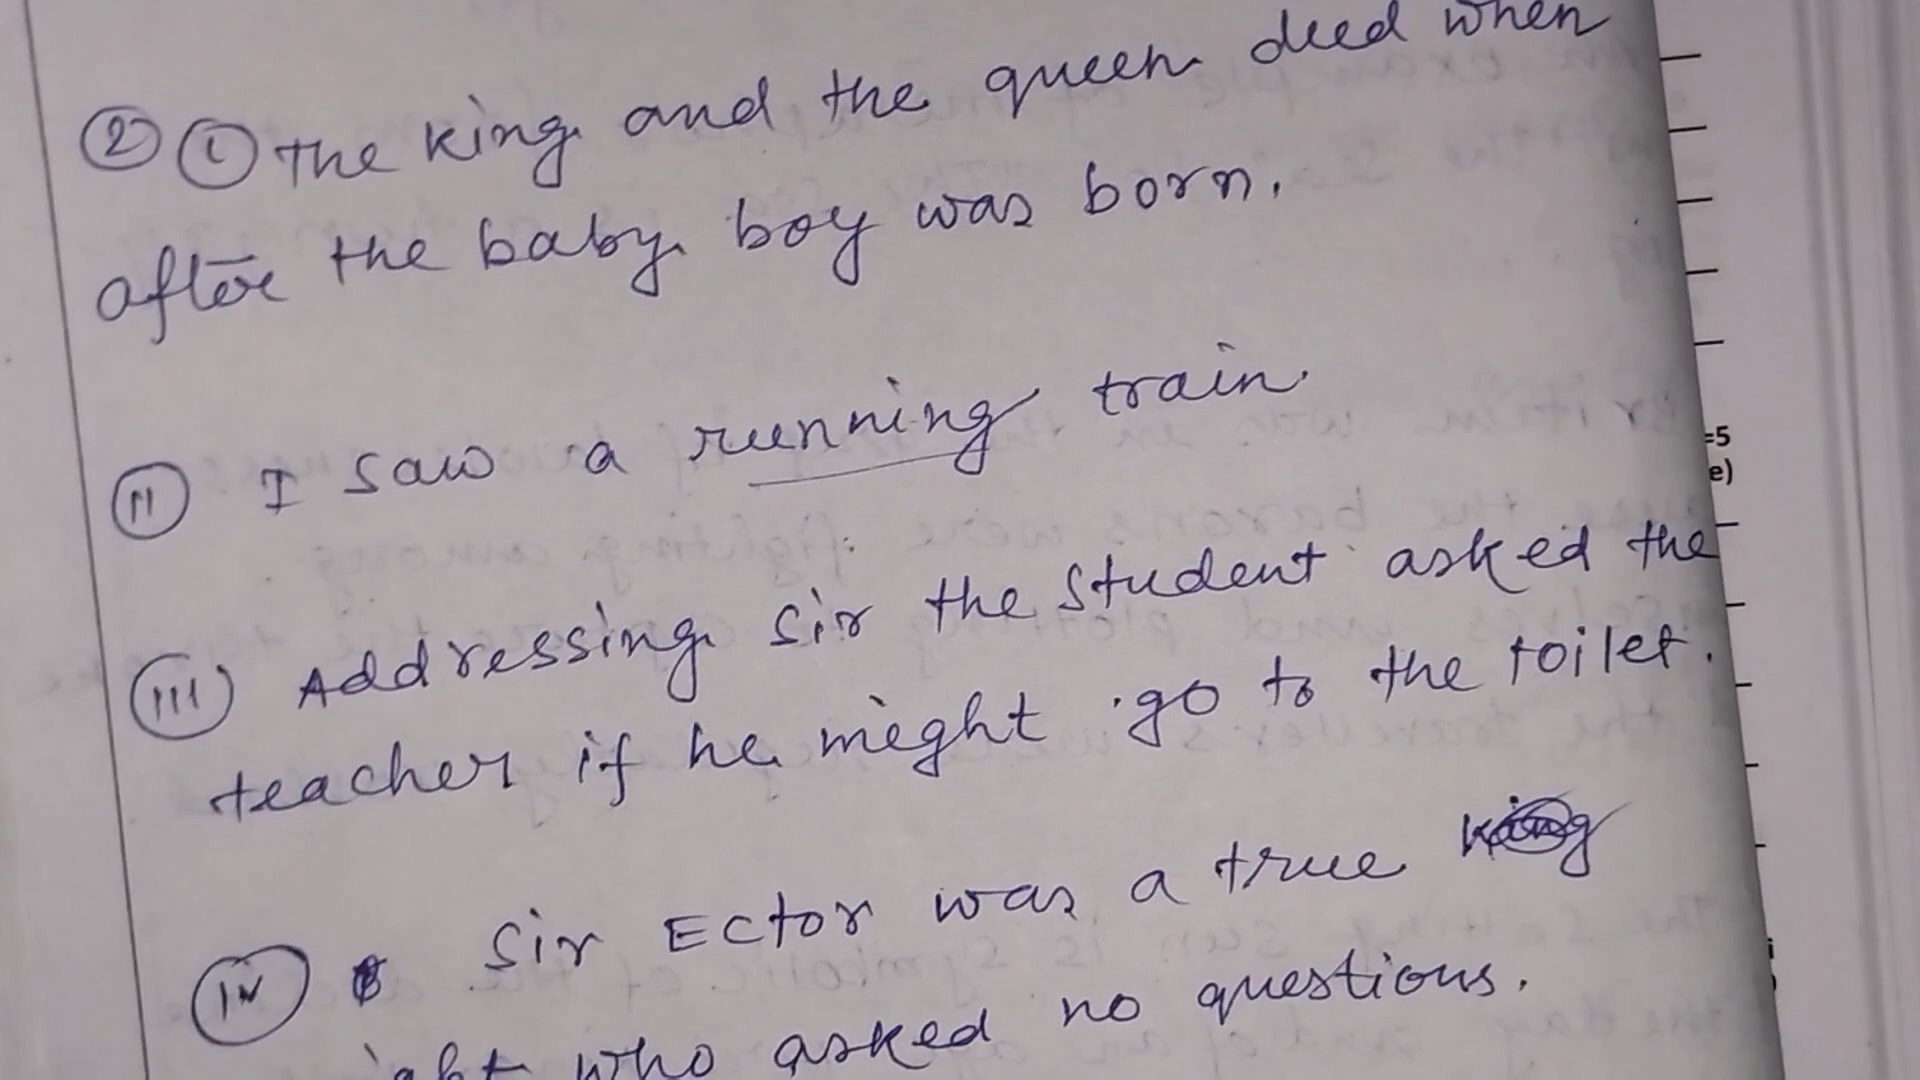 ② ① The king and the queen died when
after the baby boy was born.
(II) I saw a running train.
(III) Addressing Sir the student asked the
teacher if he might go to the toilet.
(IV) Sir Ector was a true
who asked no questions.
=5
e)